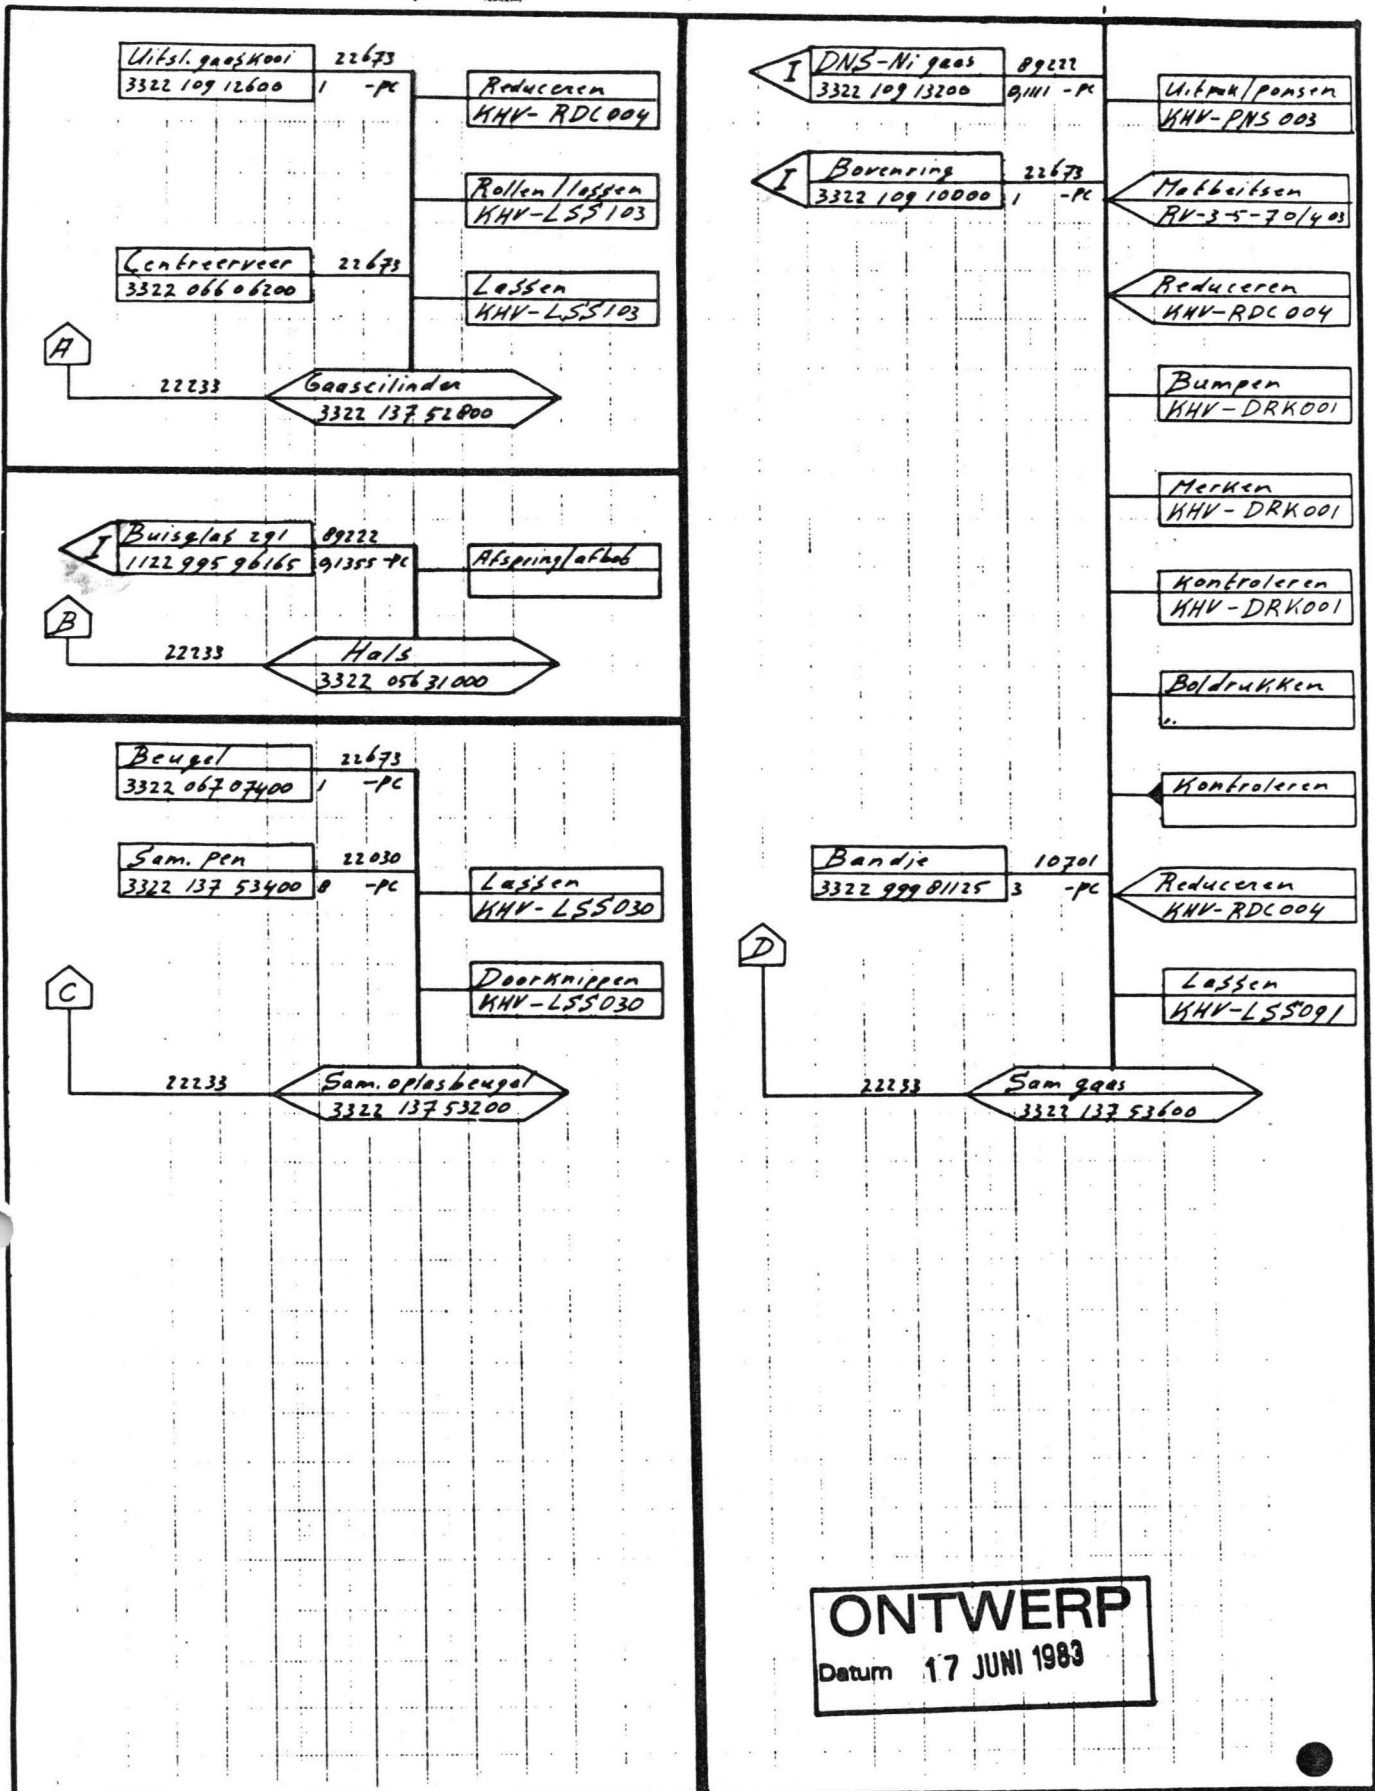 Uitsl. gaaskooi 22673
3322 109 12600 1 -PC
Reduceren
KHV-RDC004
Rollen/lassen
KHV-LSS103
Centreerveer 22673
3322 066 06200
Lassen
KHV-LSS103
A
22233
Gaascilinder
3322 137 52800
I
Buisglas 291 89222
1122 995 96165 0,1355 -PC
Afspring/afbob
B
22233
Hals
3322 056 31000
Beugel 22673
3322 067 07400 1 -PC
Sam. pen 22030
3322 137 53400 8 -PC
Lassen
KHV-LSS030
Doorknippen
KHV-LSS030
C
22233
Sam. oplasbeugel
3322 137 53200
I
DNS-Ni gaas 89222
3322 109 13200 0,1111 -PC
Uitpak/ponsen
KHV-PNS003
I
Bovenring 22673
3322 109 10000 1 -PC
Matbeitsen
RV-3-5-70/403
Reduceren
KHV-RDC004
Bumpen
KHV-DRK001
Merken
KHV-DRK001
Kontroleren
KHV-DRK001
Boldrukken
,,
Kontroleren
Bandje 10701
3322 999 81125 3 -PC
Reduceren
KHV-RDC004
D
Lassen
KHV-LSS091
22233
Sam gaas
3322 137 53600
ONTWERP
Datum 17 JUNI 1983